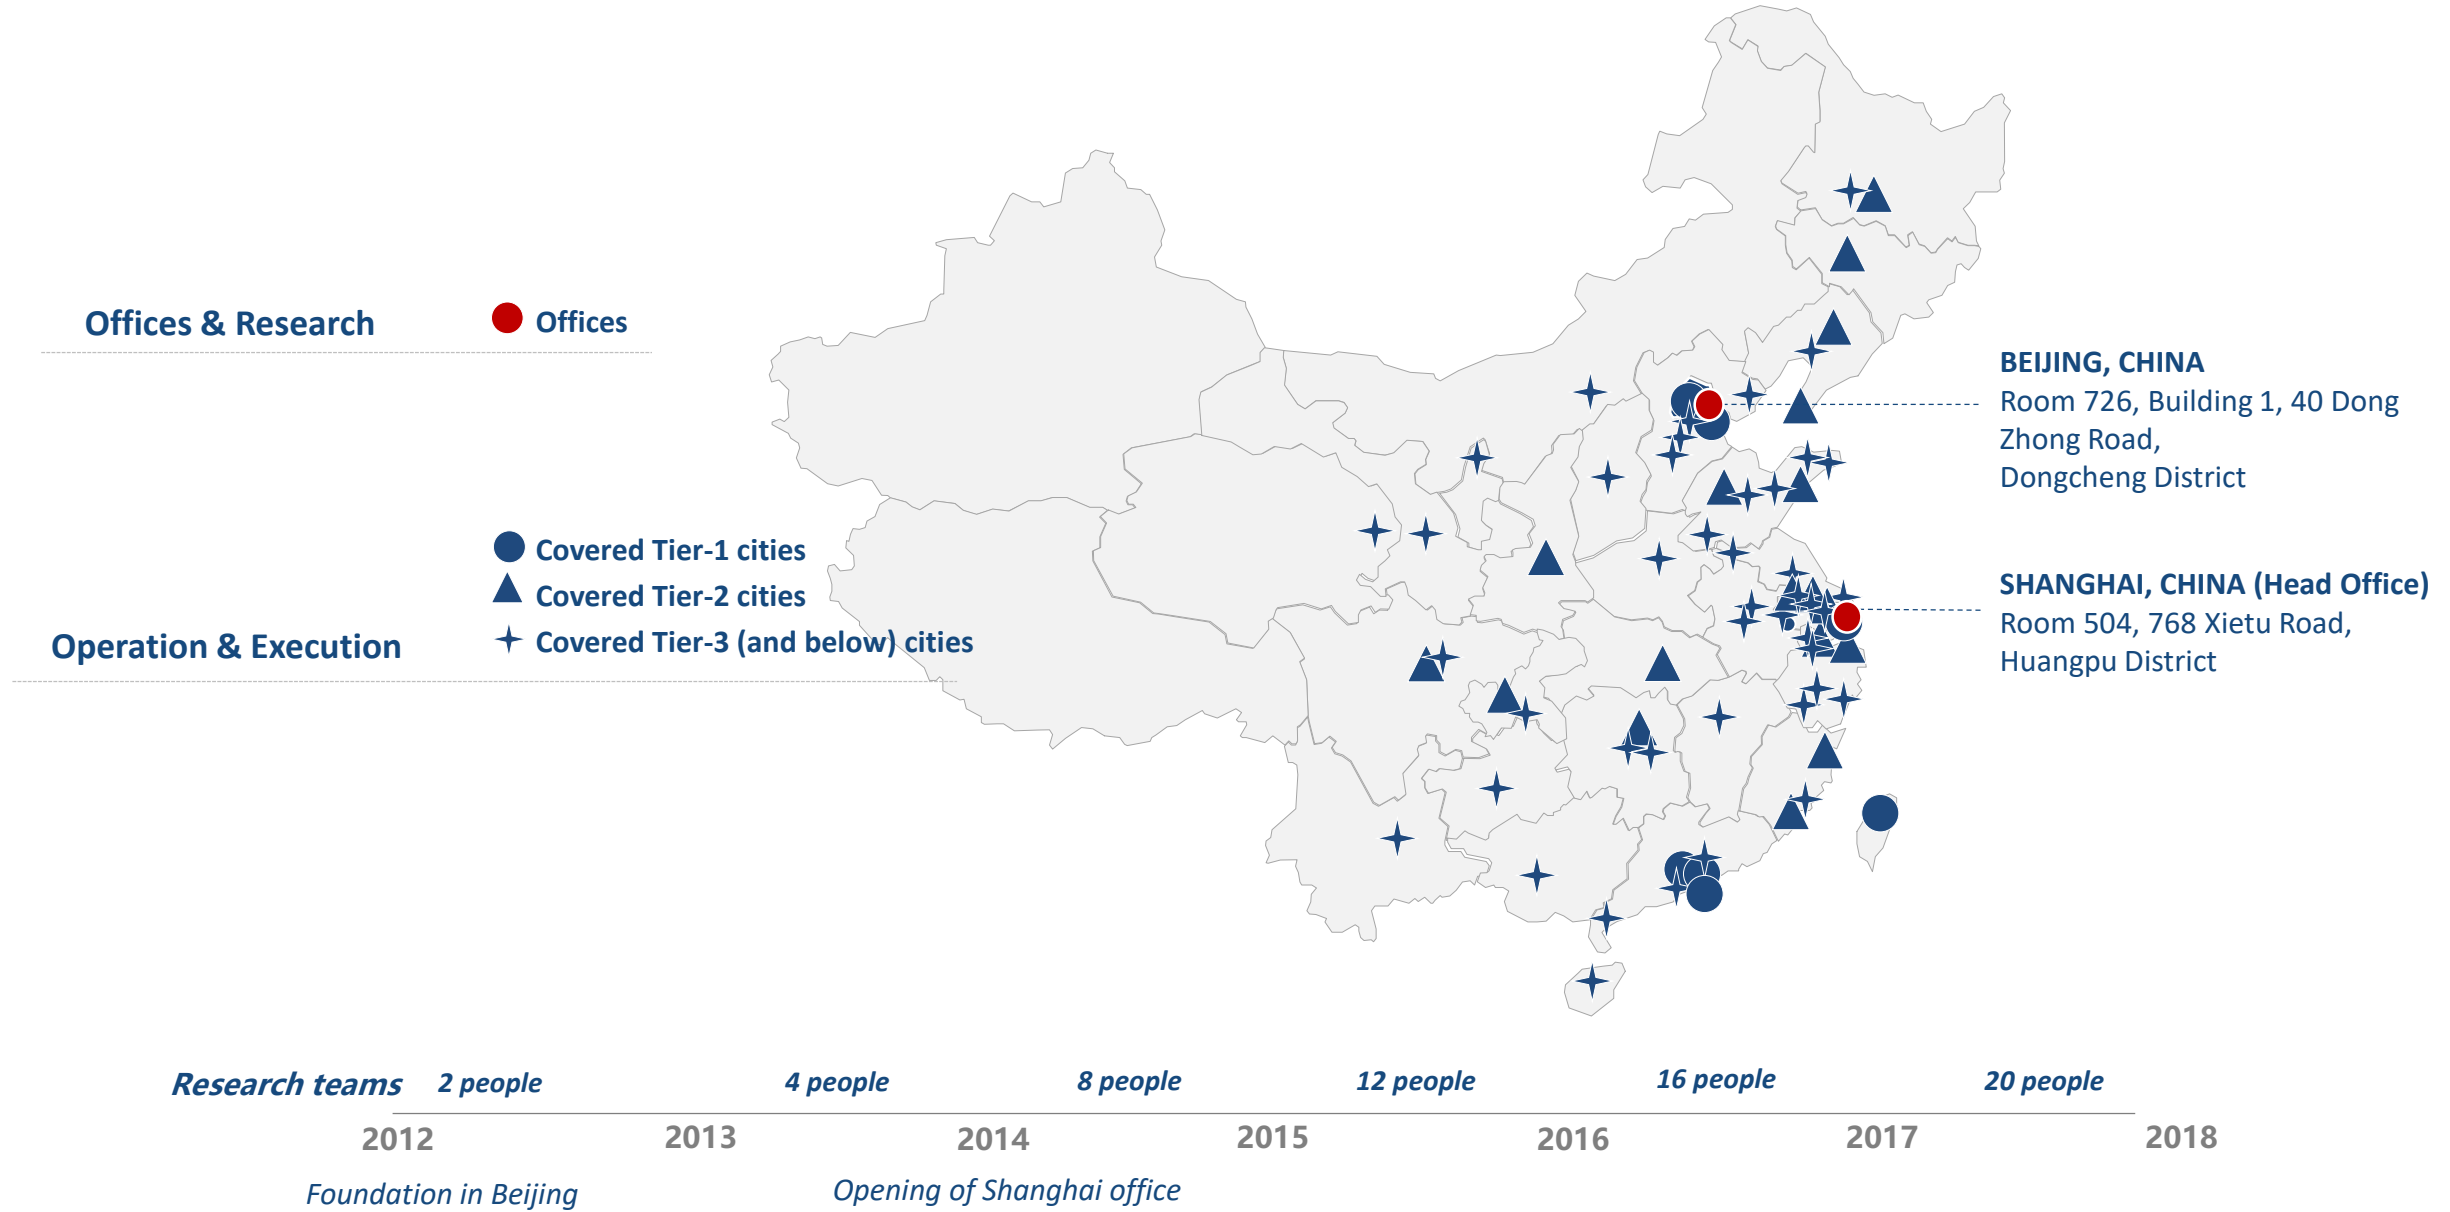 Offices & Research
Offices
BEIJING, CHINA
Room 726, Building 1, 40 Dong
Zhong Road,
Dongcheng District
Covered Tier-1 cities
Covered Tier-2 cities
Covered Tier-3 (and below) cities
Operation & Execution
SHANGHAI, CHINA (Head Office)
Room 504, 768 Xietu Road,
Huangpu District
Research teams 2 people 4 people 8 people 12 people 16 people 20 people
2012 2013 2014 2015 2016 2017 2018
Foundation in Beijing Opening of Shanghai office